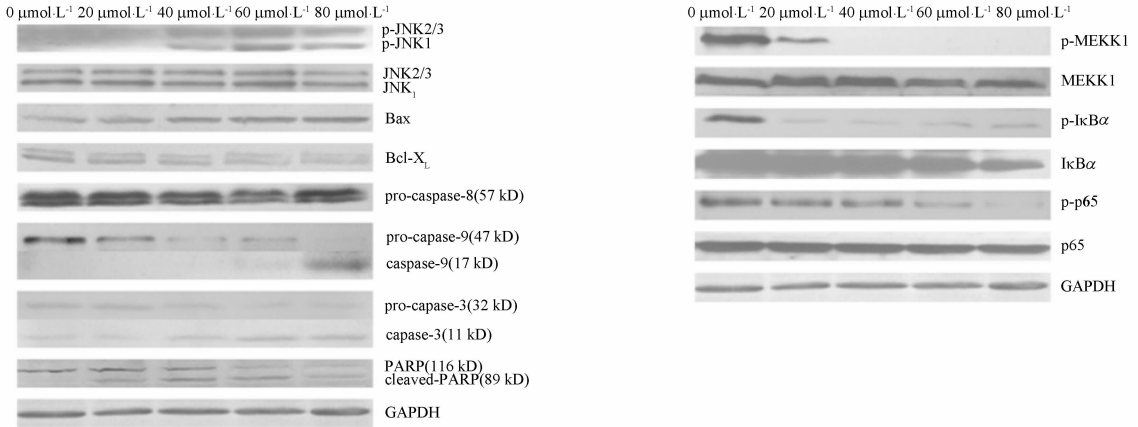 0 μmol·L⁻¹ 20 μmol·L⁻¹ 40 μmol·L⁻¹ 60 μmol·L⁻¹ 80 μmol·L⁻¹
p-JNK2/3
p-JNK1
JNK2/3
JNK₁
Bax
Bcl-X_L
pro-caspase-8(57 kD)
pro-capase-9(47 kD)
caspase-9(17 kD)
pro-capase-3(32 kD)
capase-3(11 kD)
PARP(116 kD)
cleaved-PARP(89 kD)
GAPDH
0 μmol·L⁻¹ 20 μmol·L⁻¹ 40 μmol·L⁻¹ 60 μmol·L⁻¹ 80 μmol·L⁻¹
p-MEKK1
MEKK1
p-IκBα
IκBα
p-p65
p65
GAPDH